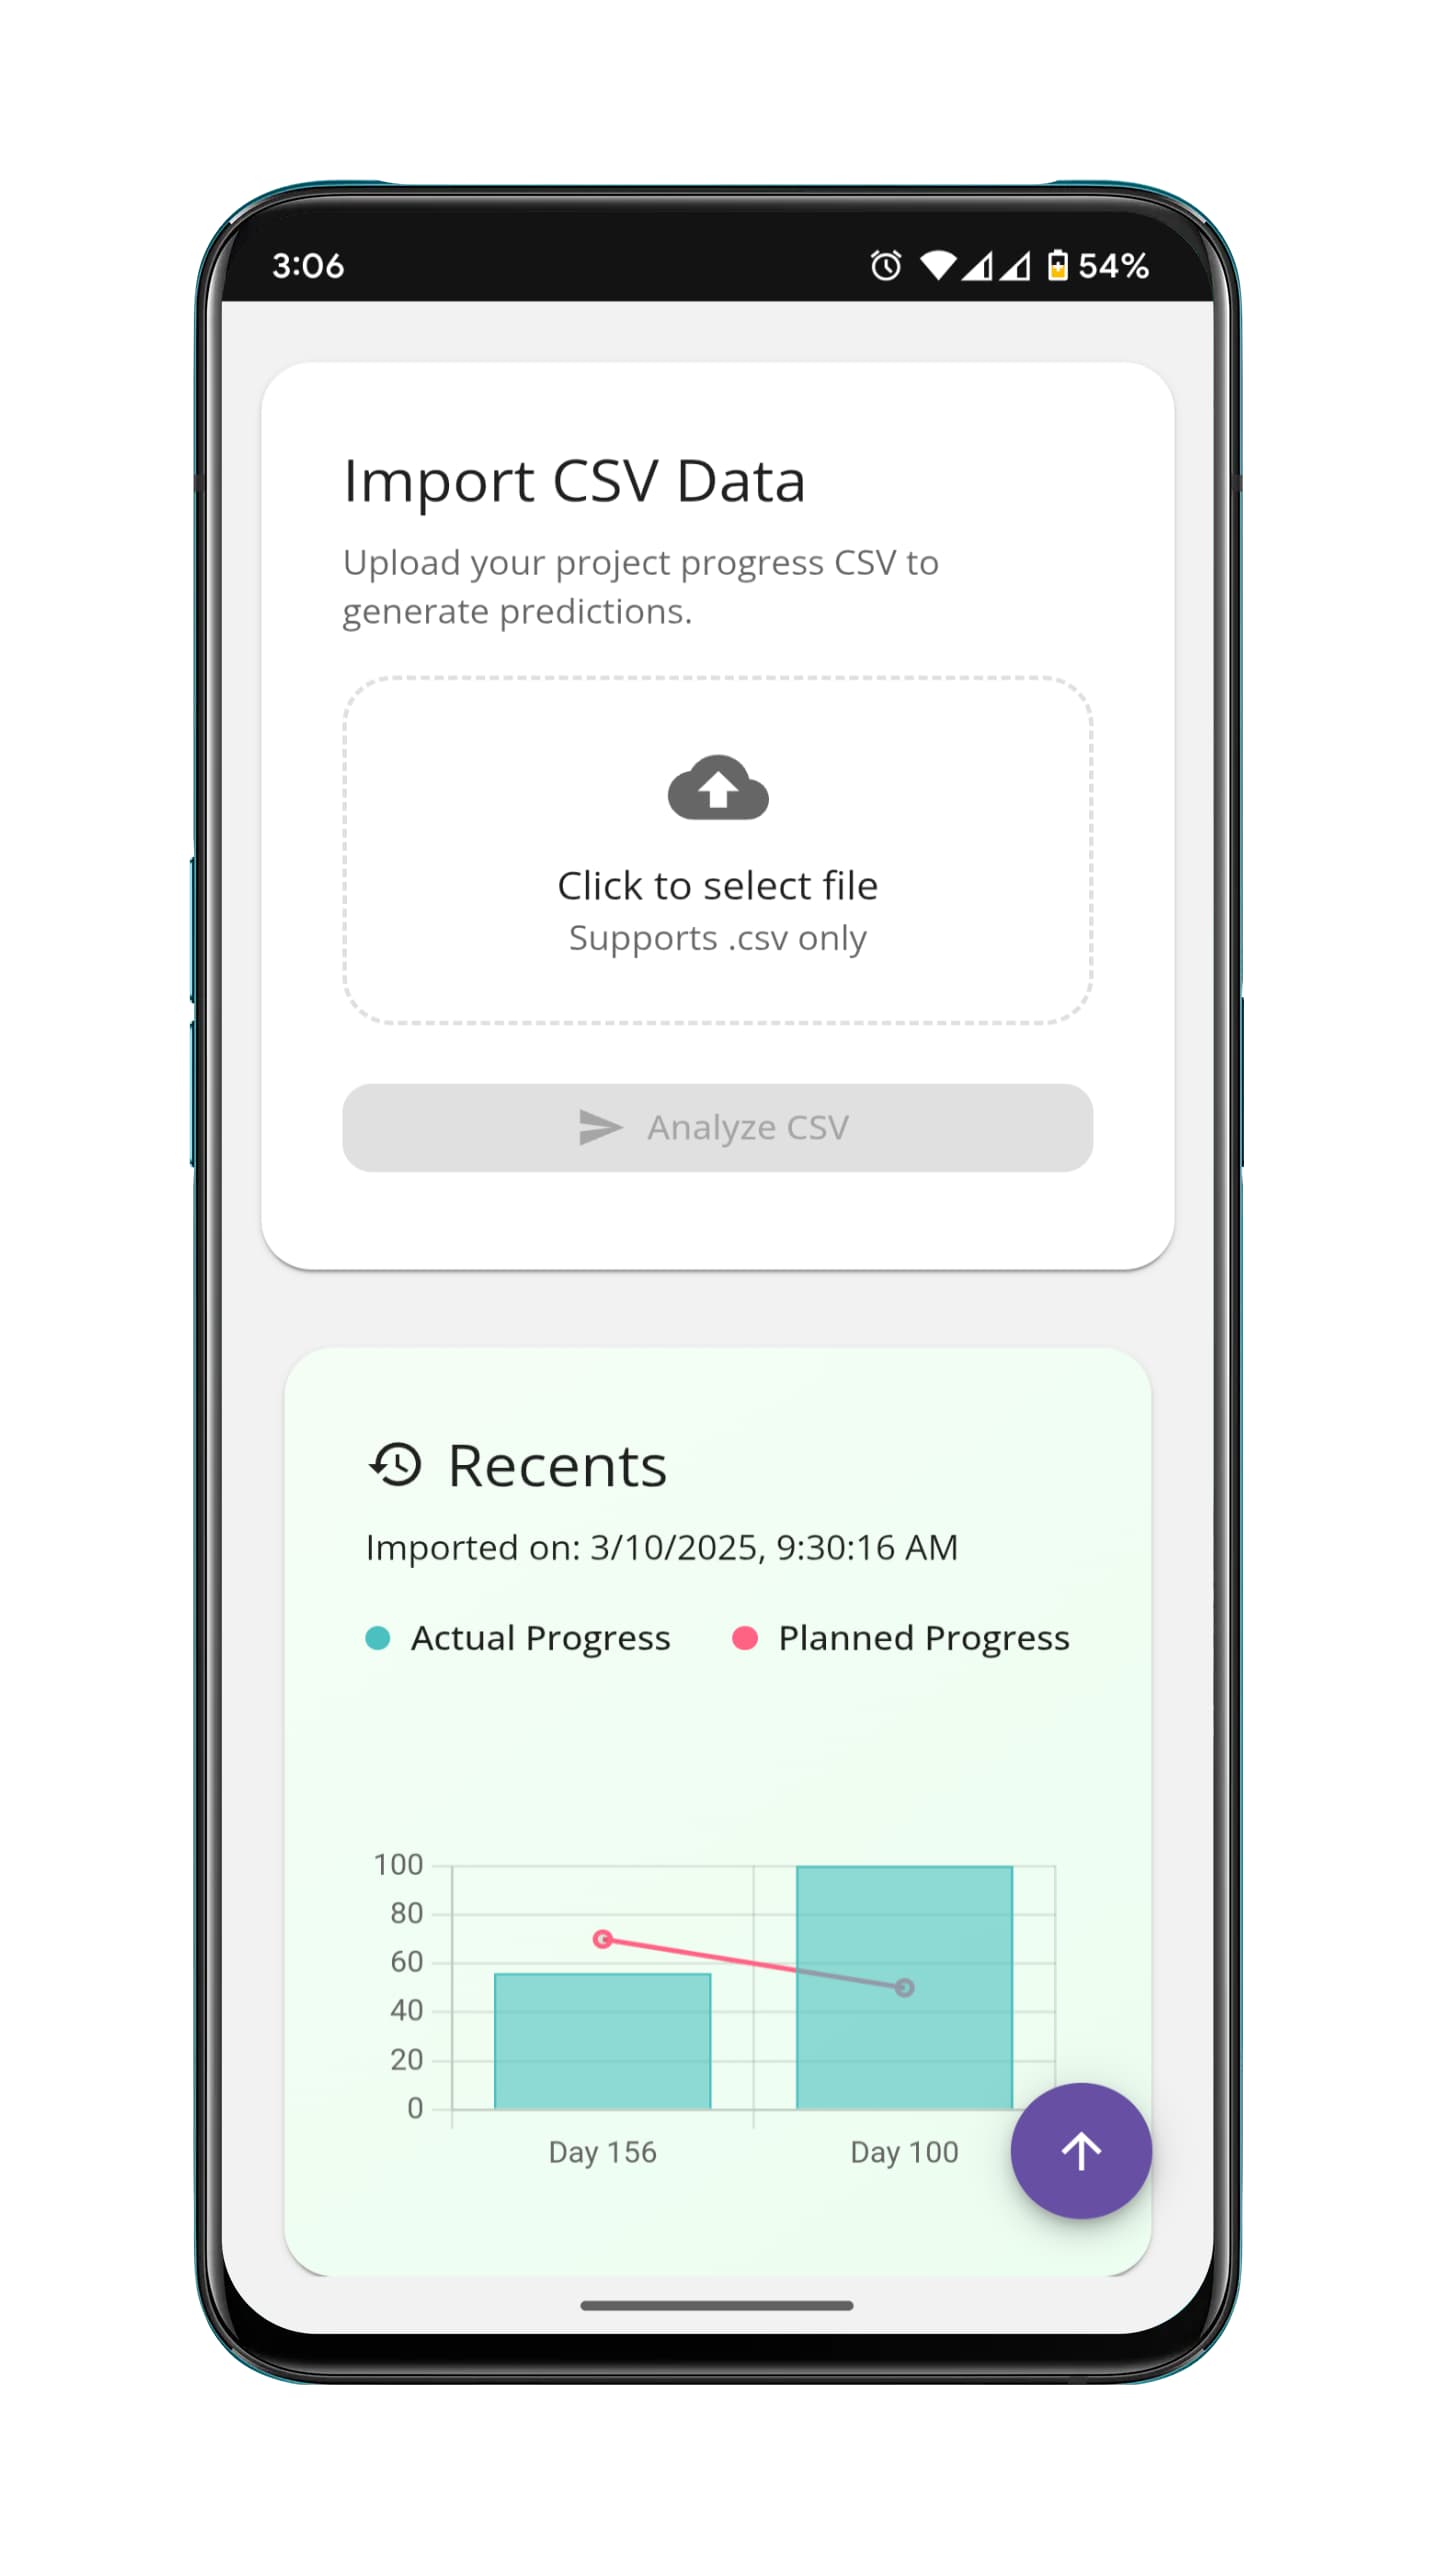 3:06
54%
Import CSV Data
Upload your project progress CSV to
generate predictions.
Click to select file
Supports .csv only
Analyze CSV
Recents
Imported on: 3/10/2025, 9:30:16 AM
Actual Progress
Planned Progress
100
80
60
40
20
0
Day 156
Day 100